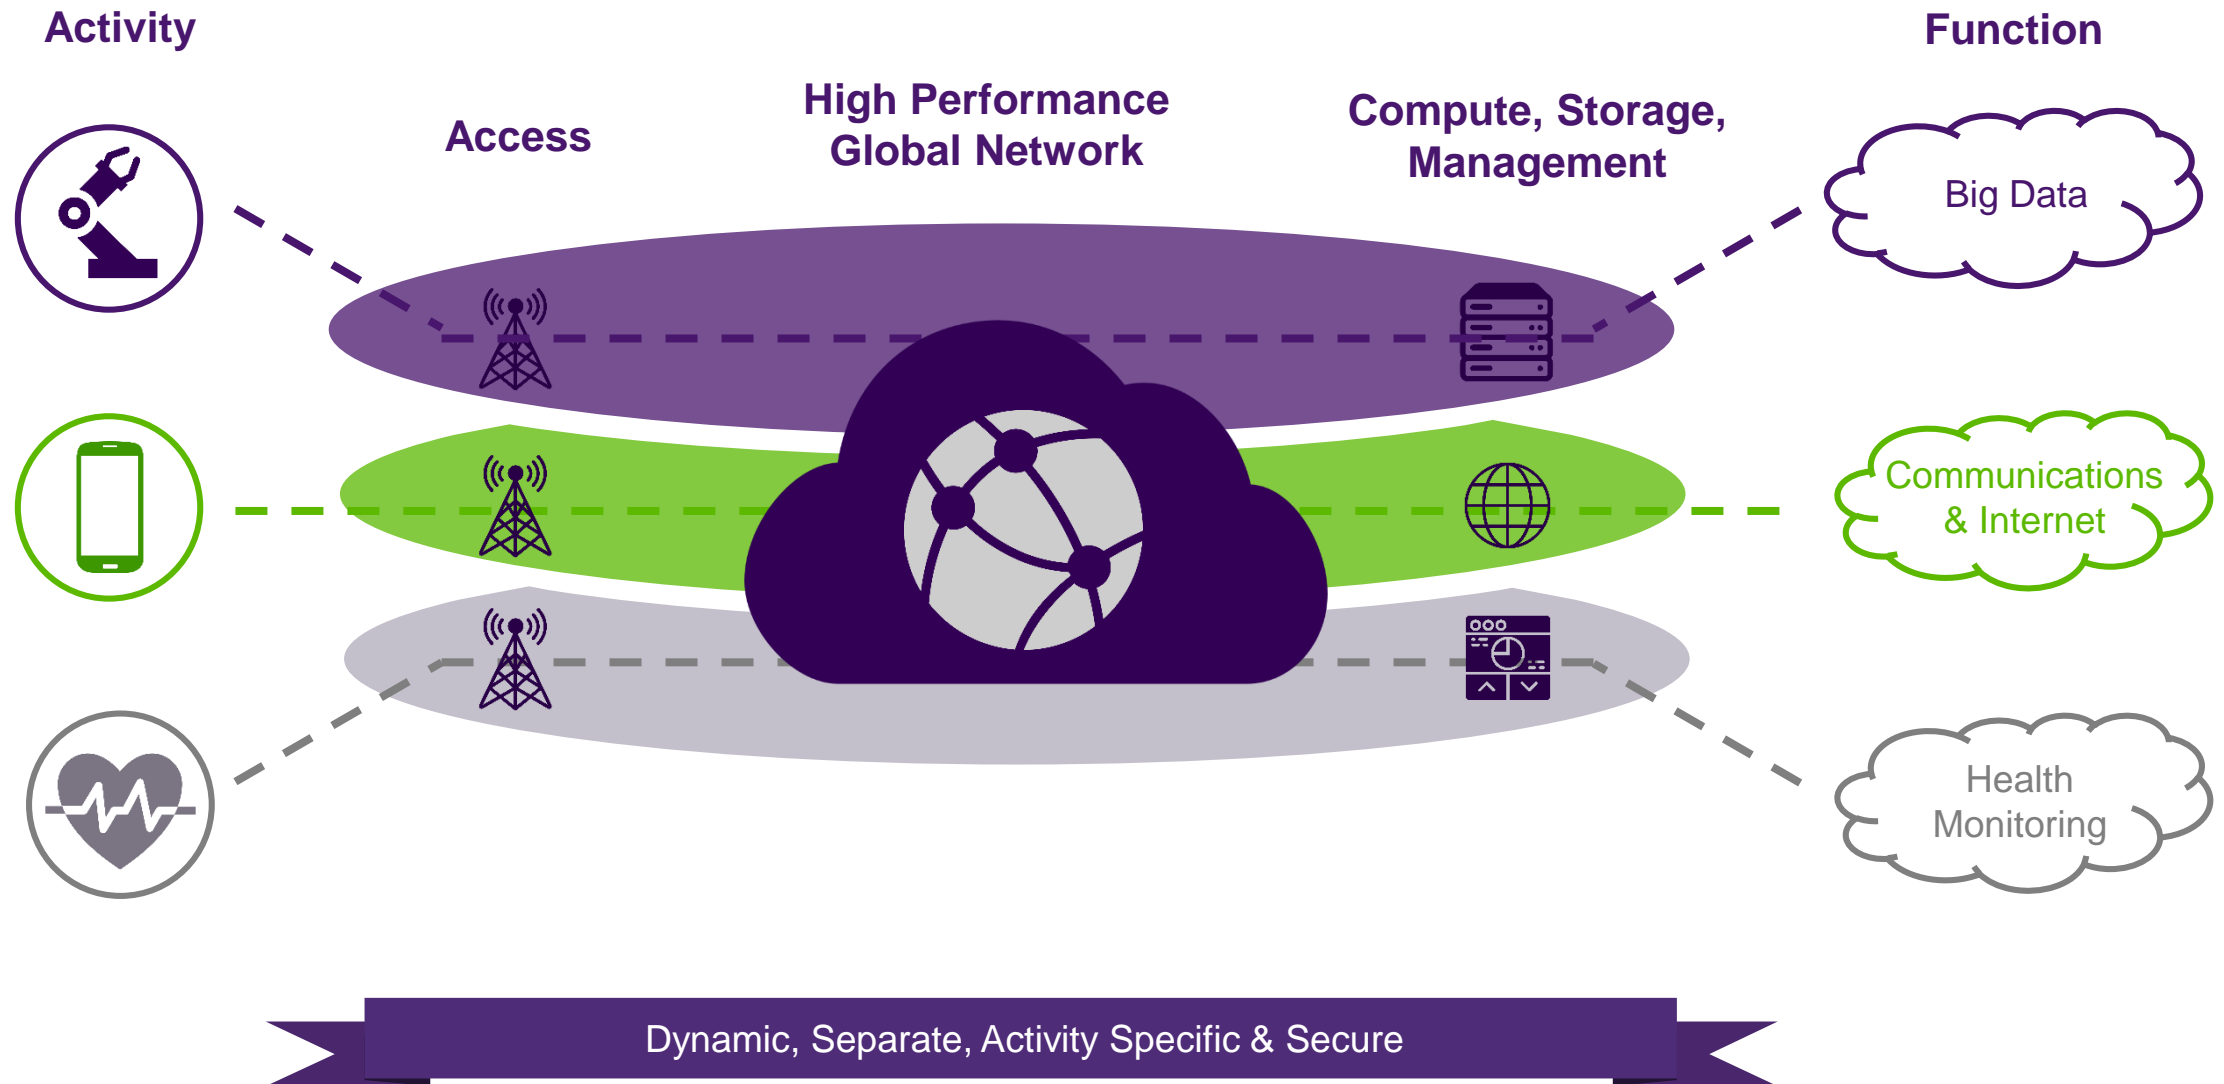 Activity
Function
Access
High Performance
Global Network
Compute, Storage,
Management
Big Data
Communications
& Internet
Health
Monitoring
Dynamic, Separate, Activity Specific & Secure